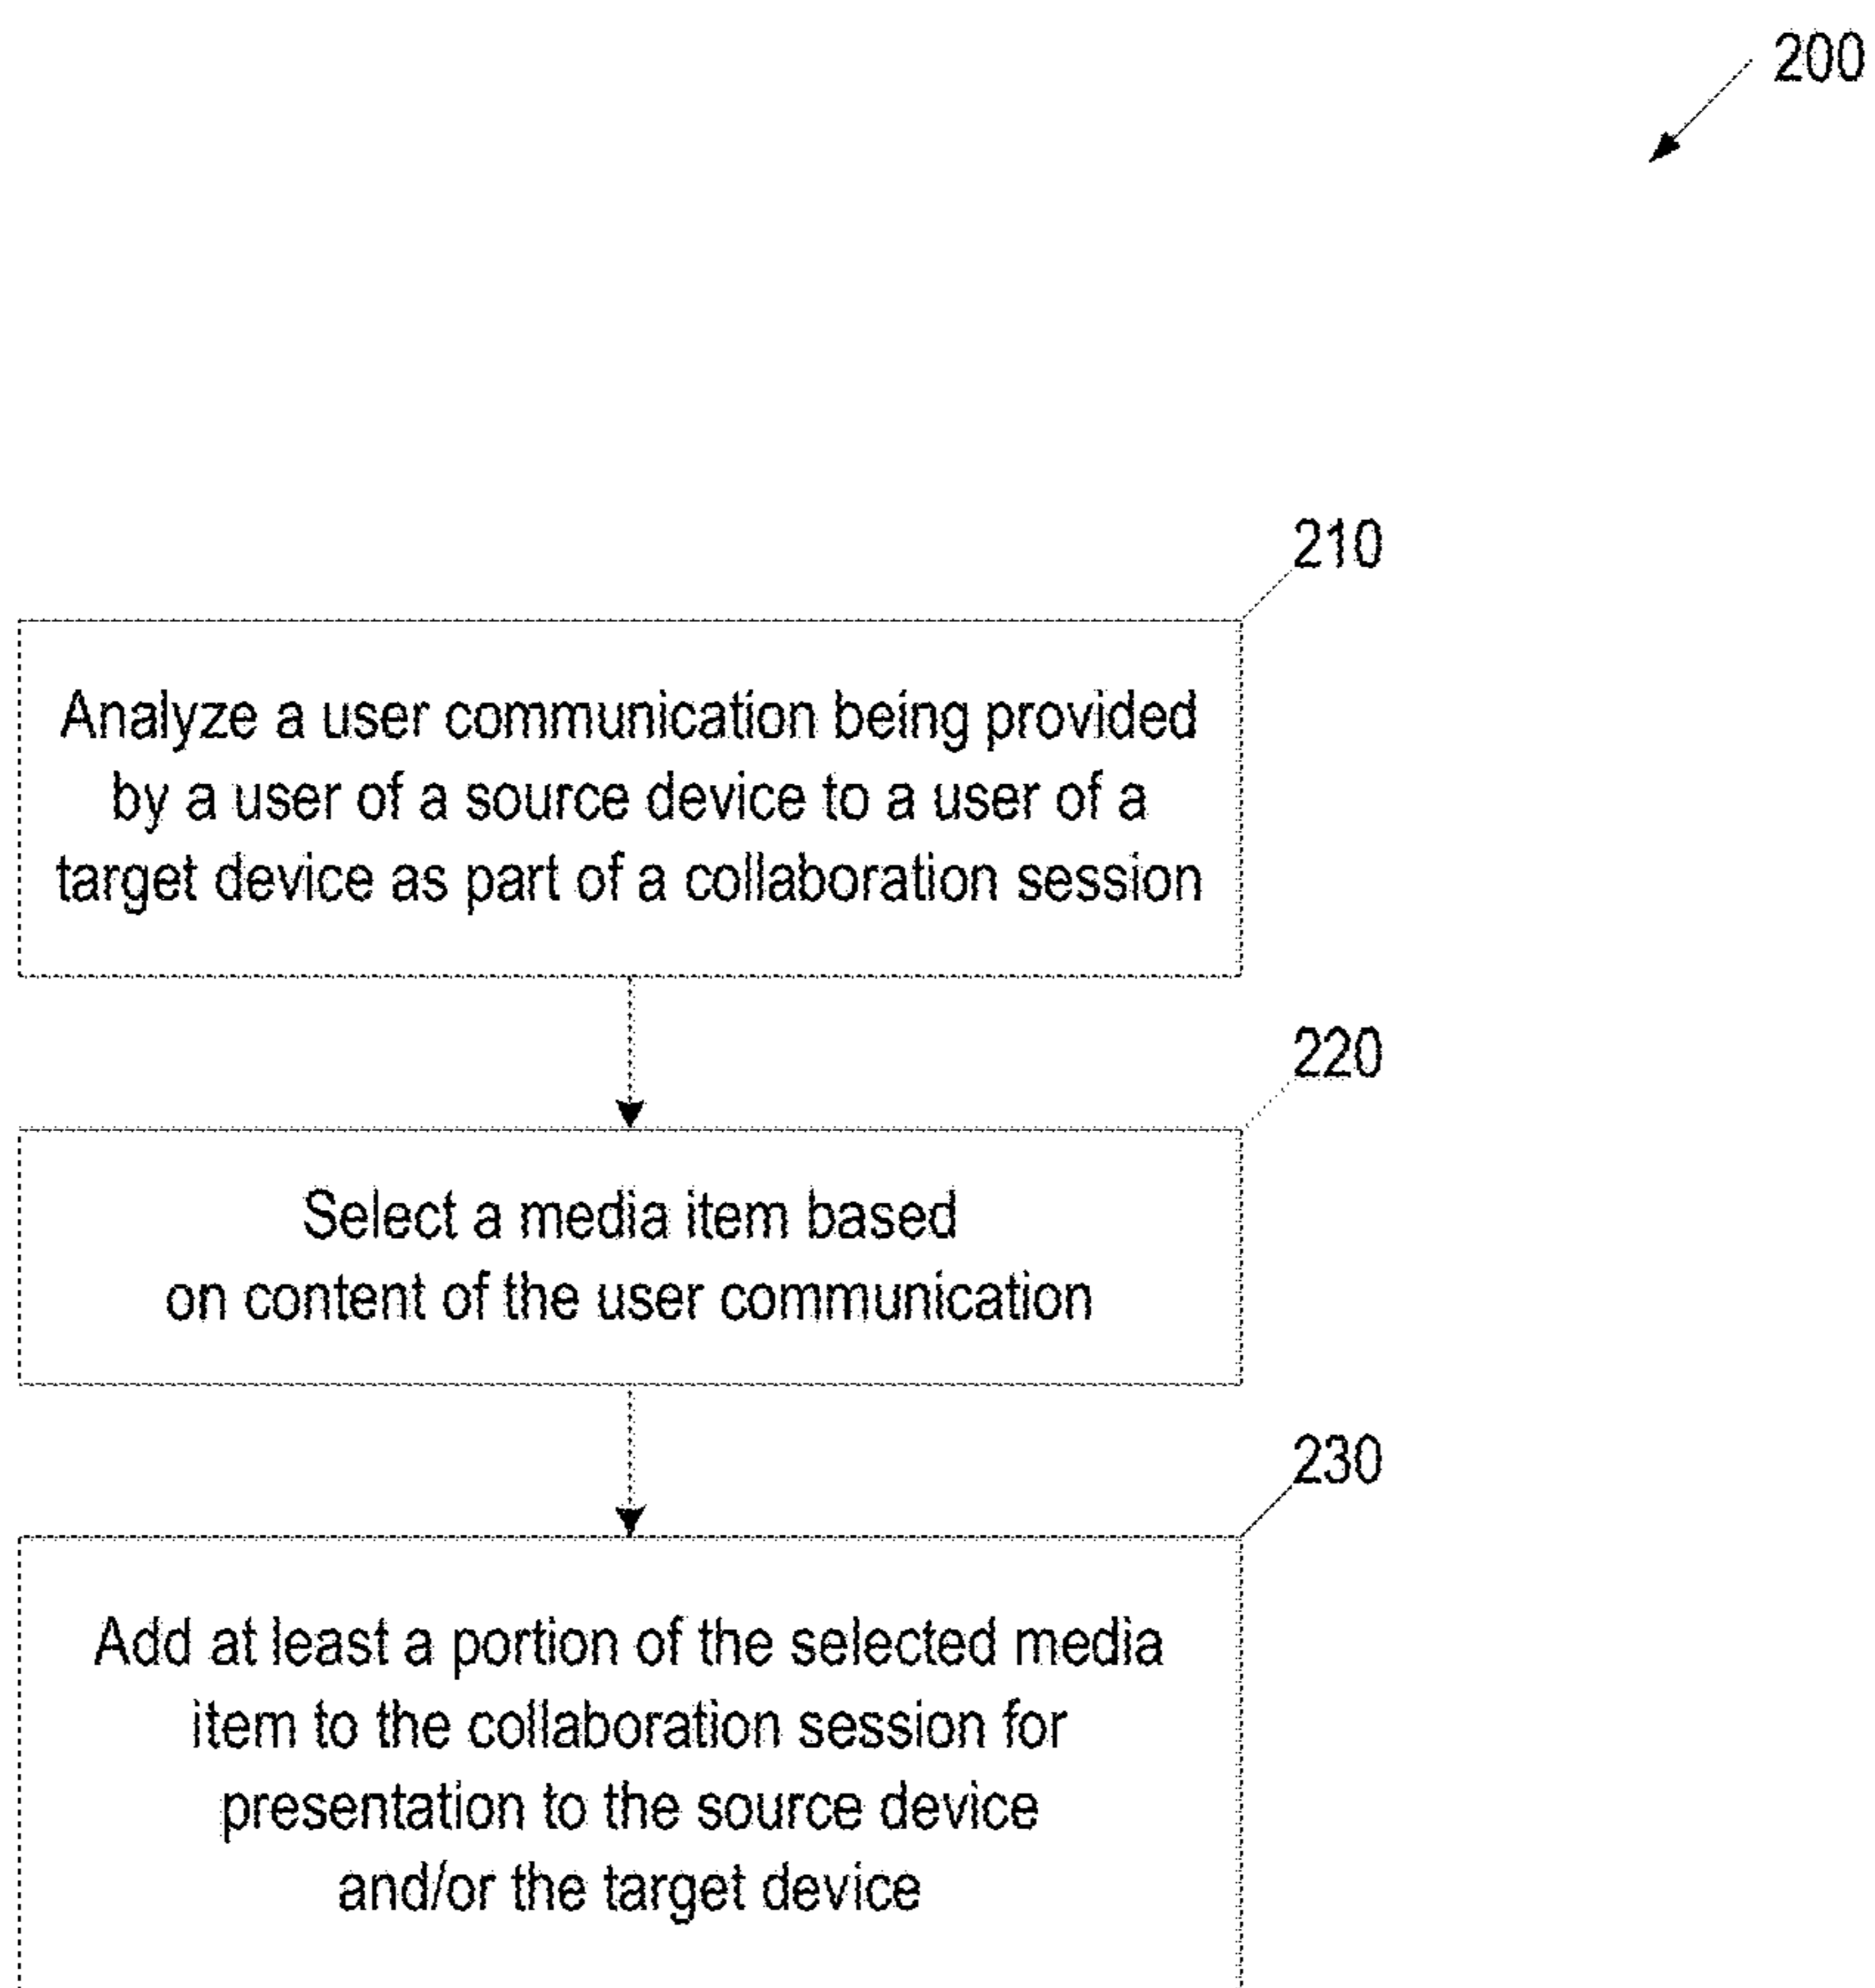 200
210
Analyze a user communication being provided
by a user of a source device to a user of a
target device as part of a collaboration session
220
Select a media item based
on content of the user communication
230
Add at least a portion of the selected media
item to the collaboration session for
presentation to the source device
and/or the target device